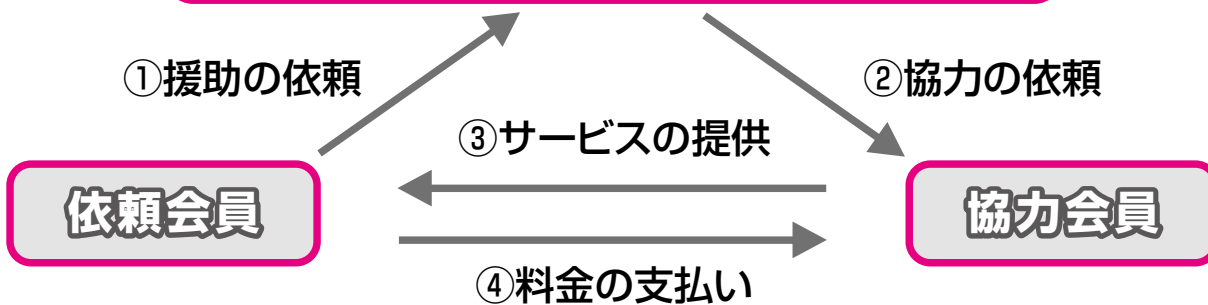 ①援助の依頼
②協力の依頼
③サービスの提供
依頼会員
協力会員
④料金の支払い